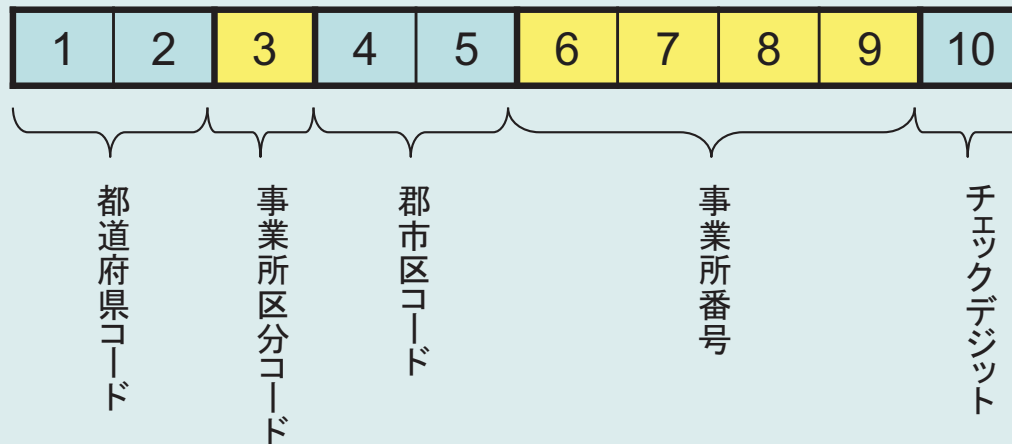 1 2 3 4 5 6 7 8 9 10
都道府県コード
事業所区分コード
郡市区コード
事業所番号
チェックデジット